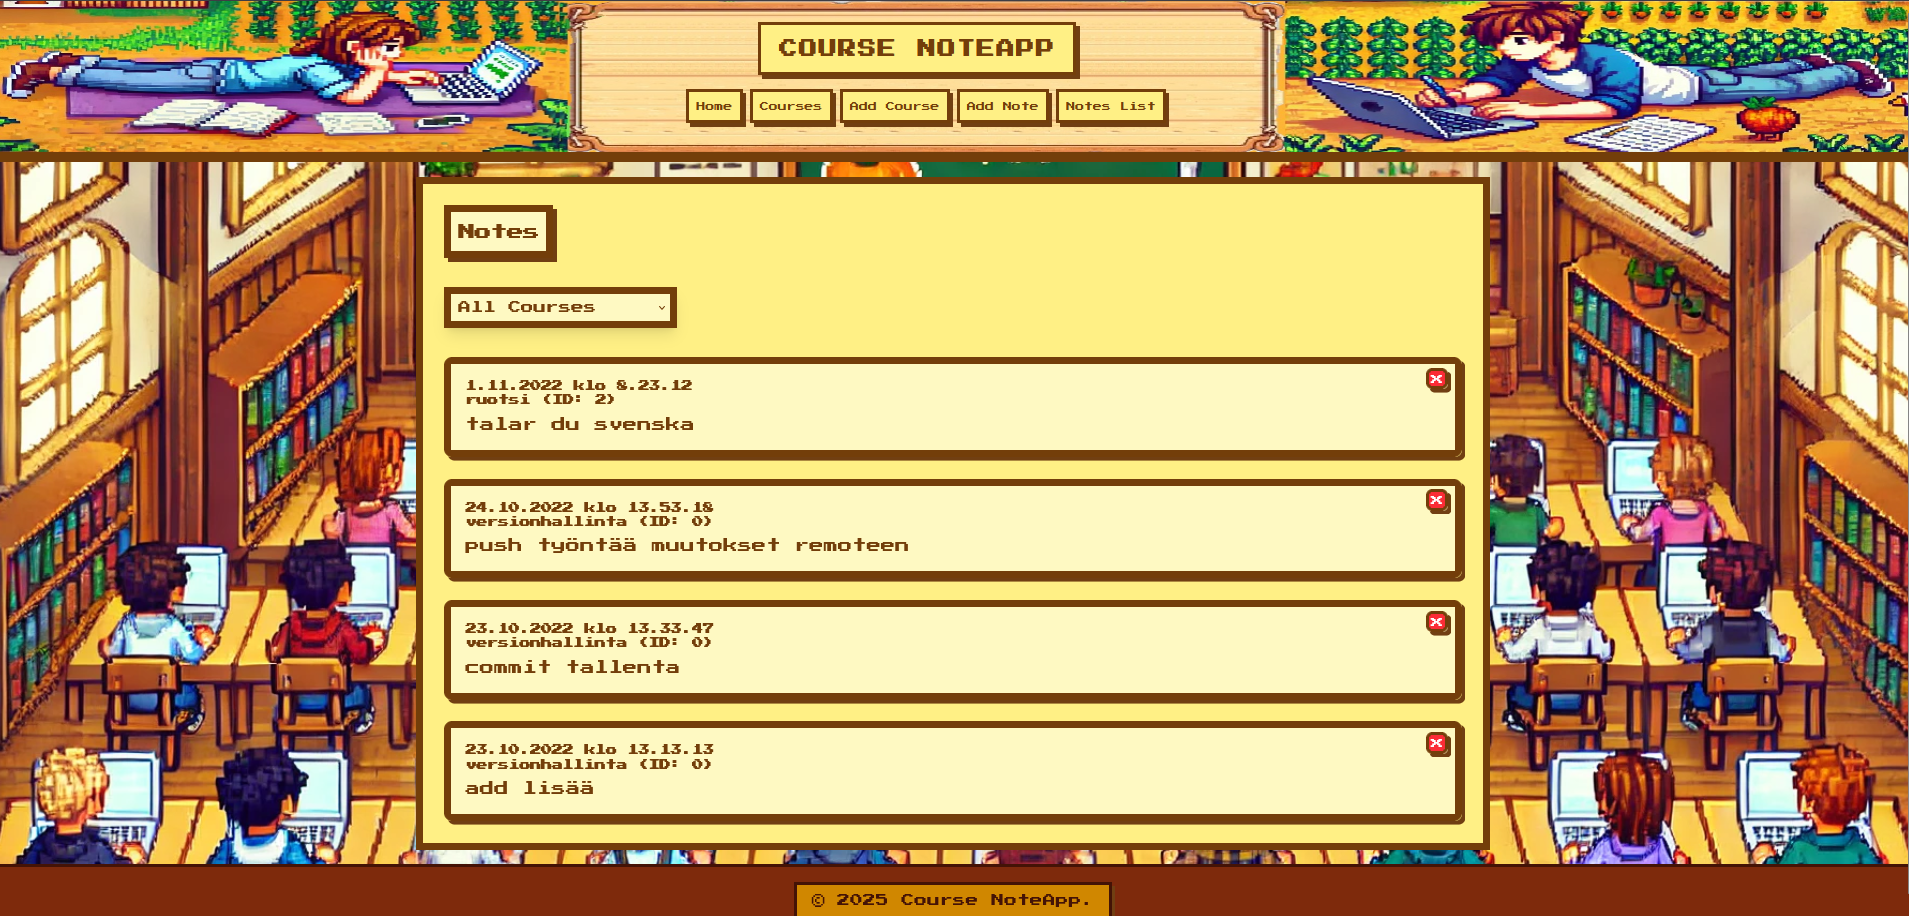 COURSE NOTEAPP
Home Courses Add Course Add Note Notes List
Notes
All Courses
1.11.2022 klo 8.23.12
ruotsi (ID: 2)
talar du svenska
24.10.2022 klo 13.53.18
versionhallinta (ID: 0)
push työntää muutokset remoteen
23.10.2022 klo 13.33.47
versionhallinta (ID: 0)
commit tallenta
23.10.2022 klo 13.13.13
versionhallinta (ID: 0)
add lisää
© 2025 Course NoteApp.